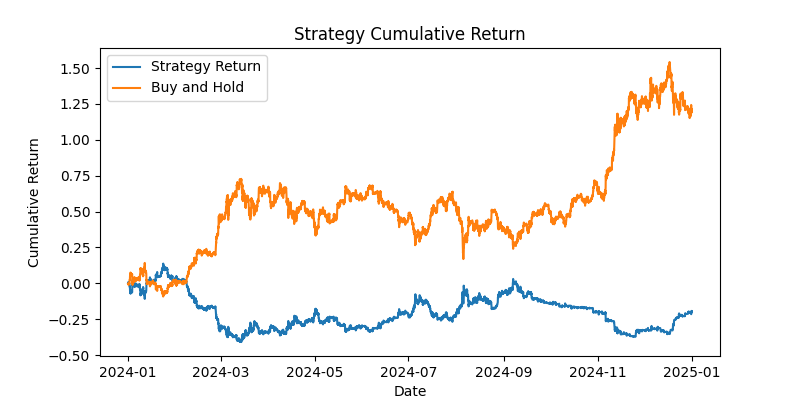 Strategy Cumulative Return
Strategy Return
Buy and Hold
Cumulative Return
1.50
1.25
1.00
0.75
0.50
0.25
0.00
−0.25
−0.50
2024-01 2024-03 2024-05 2024-07 2024-09 2024-11 2025-01
Date